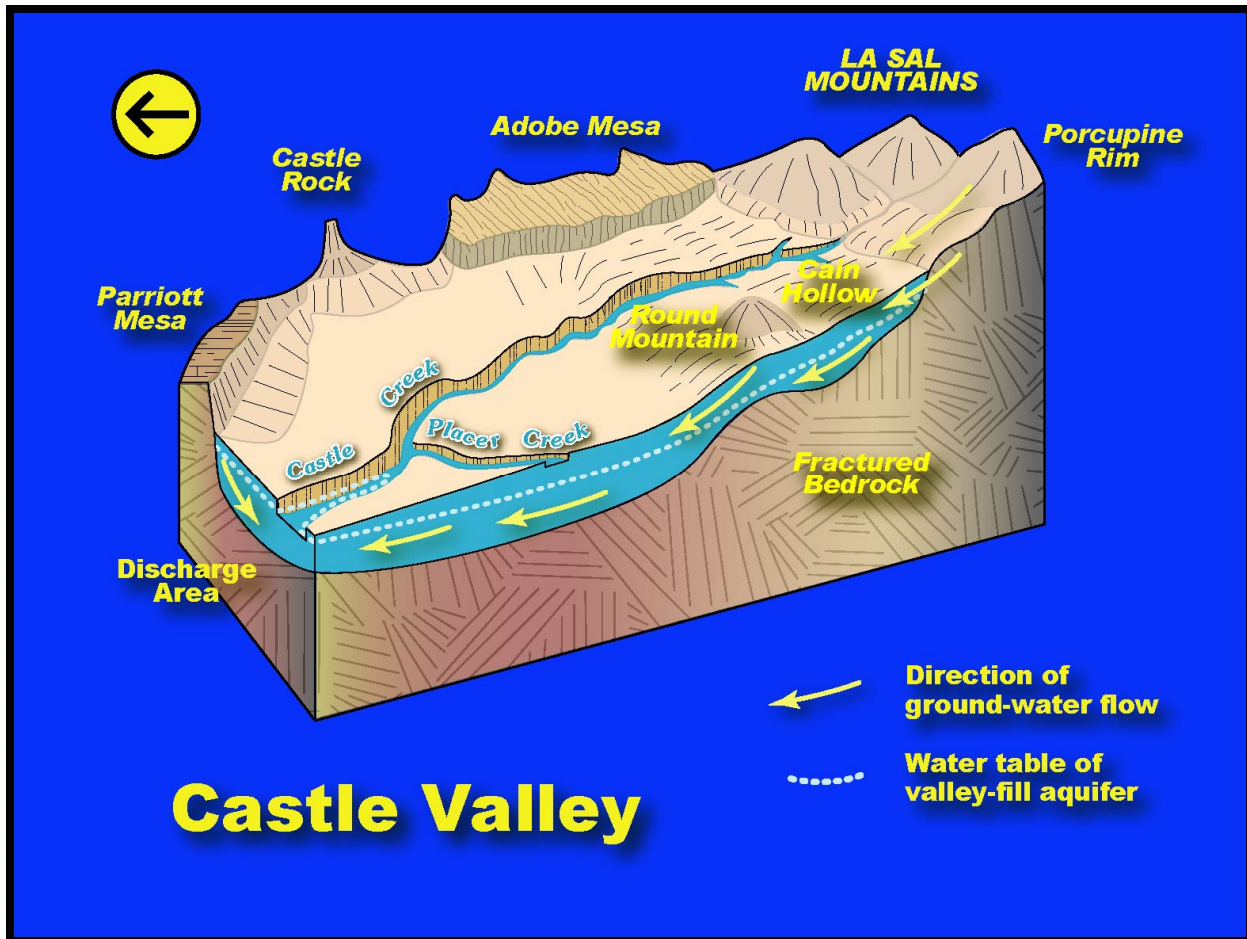 LA SAL
MOUNTAINS
Adobe Mesa
Porcupine
Rim
Castle
Rock
Parriott
Mesa
Cain
Hollow
Round
Mountain
Creek
Castle
Placer Creek
Fractured
Bedrock
Discharge
Area
Direction of
ground-water flow
Water table of
valley-fill aquifer
Castle Valley